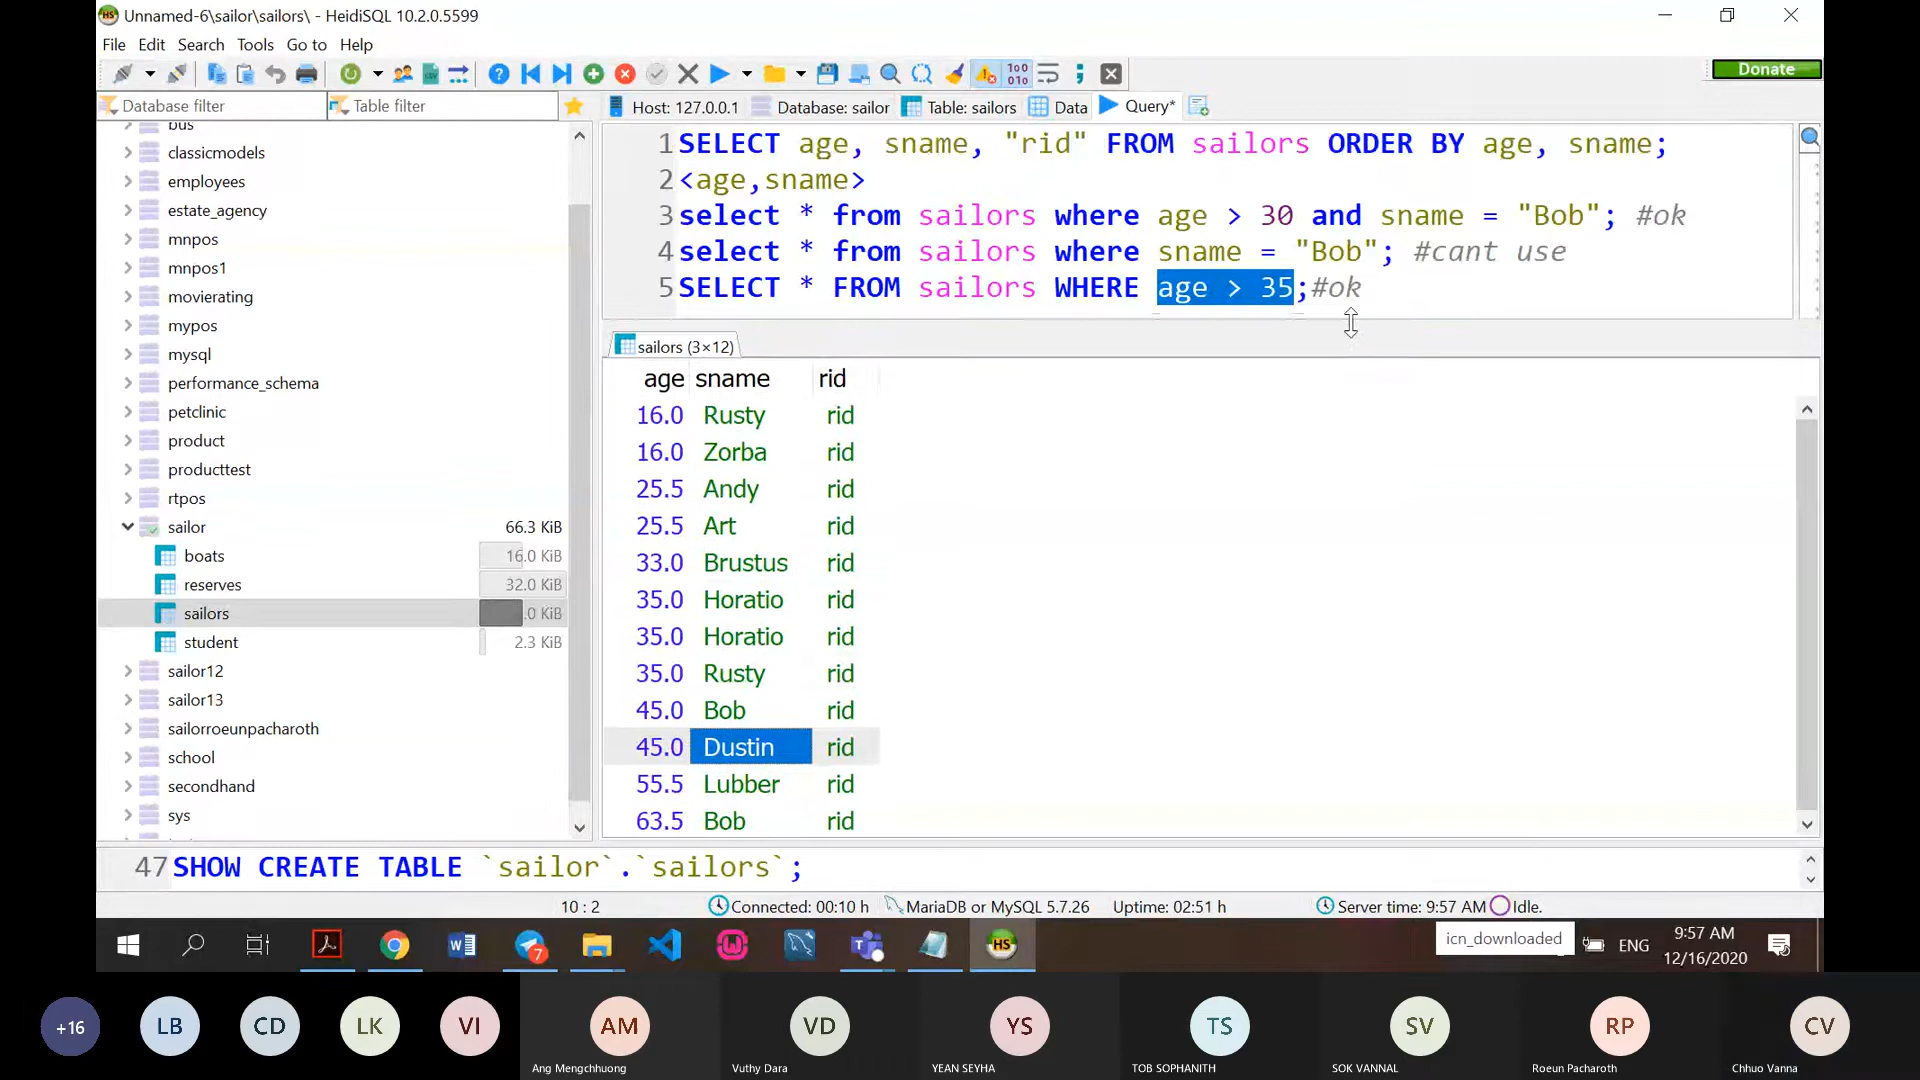 Unnamed-6\sailor\sailors\ - HeidiSQL 10.2.0.5599
File Edit Search Tools Go to Help
Donate
Database filter
Table filter
Host: 127.0.0.1
Database: sailor
Table: sailors
Data
Query*
bus
classicmodels
employees
estate_agency
mnpos
mnpos1
movierating
mypos
mysql
performance_schema
petclinic
product
producttest
rtpos
sailor 66.3 KiB
boats 16.0 KiB
reserves 32.0 KiB
sailors .0 KiB
student 2.3 KiB
sailor12
sailor13
sailorroeunpacharoth
school
secondhand
sys
1 SELECT age, sname, "rid" FROM sailors ORDER BY age, sname;
2 <age,sname>
3 select * from sailors where age > 30 and sname = "Bob"; #ok
4 select * from sailors where sname = "Bob"; #cant use
5 SELECT * FROM sailors WHERE age > 35;#ok
sailors (3×12)
age sname rid
16.0 Rusty rid
16.0 Zorba rid
25.5 Andy rid
25.5 Art rid
33.0 Brustus rid
35.0 Horatio rid
35.0 Horatio rid
35.0 Rusty rid
45.0 Bob rid
45.0 Dustin rid
55.5 Lubber rid
63.5 Bob rid
47 SHOW CREATE TABLE `sailor`.`sailors`;
10 : 2
Connected: 00:10 h
MariaDB or MySQL 5.7.26
Uptime: 02:51 h
Server time: 9:57 AM
Idle.
7
HS
icn_downloaded
ENG
9:57 AM
12/16/2020
+16
LB
CD
LK
VI
AM
VD
YS
TS
SV
RP
CV
Ang Mengchhuong
Vuthy Dara
YEAN SEYHA
TOB SOPHANITH
SOK VANNAL
Roeun Pacharoth
Chhuo Vanna